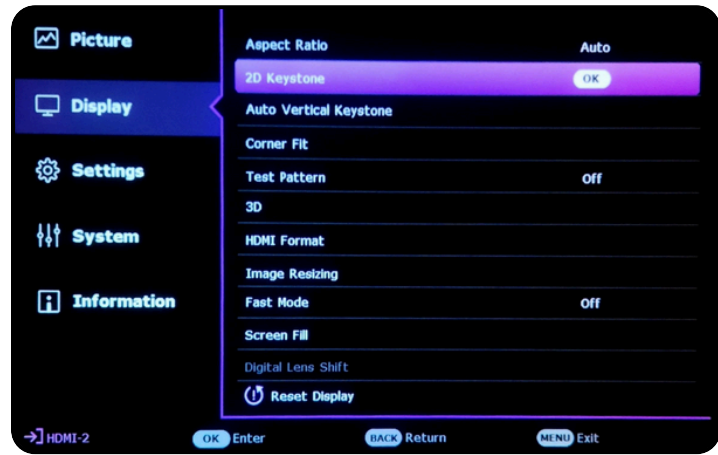 Picture
Display
Settings
System
Information
Aspect Ratio Auto
2D Keystone OK
Auto Vertical Keystone
Corner Fit
Test Pattern Off
3D
HDMI Format
Image Resizing
Fast Mode Off
Screen Fill
Digital Lens Shift
Reset Display
HDMI-2 OK Enter BACK Return MENU Exit